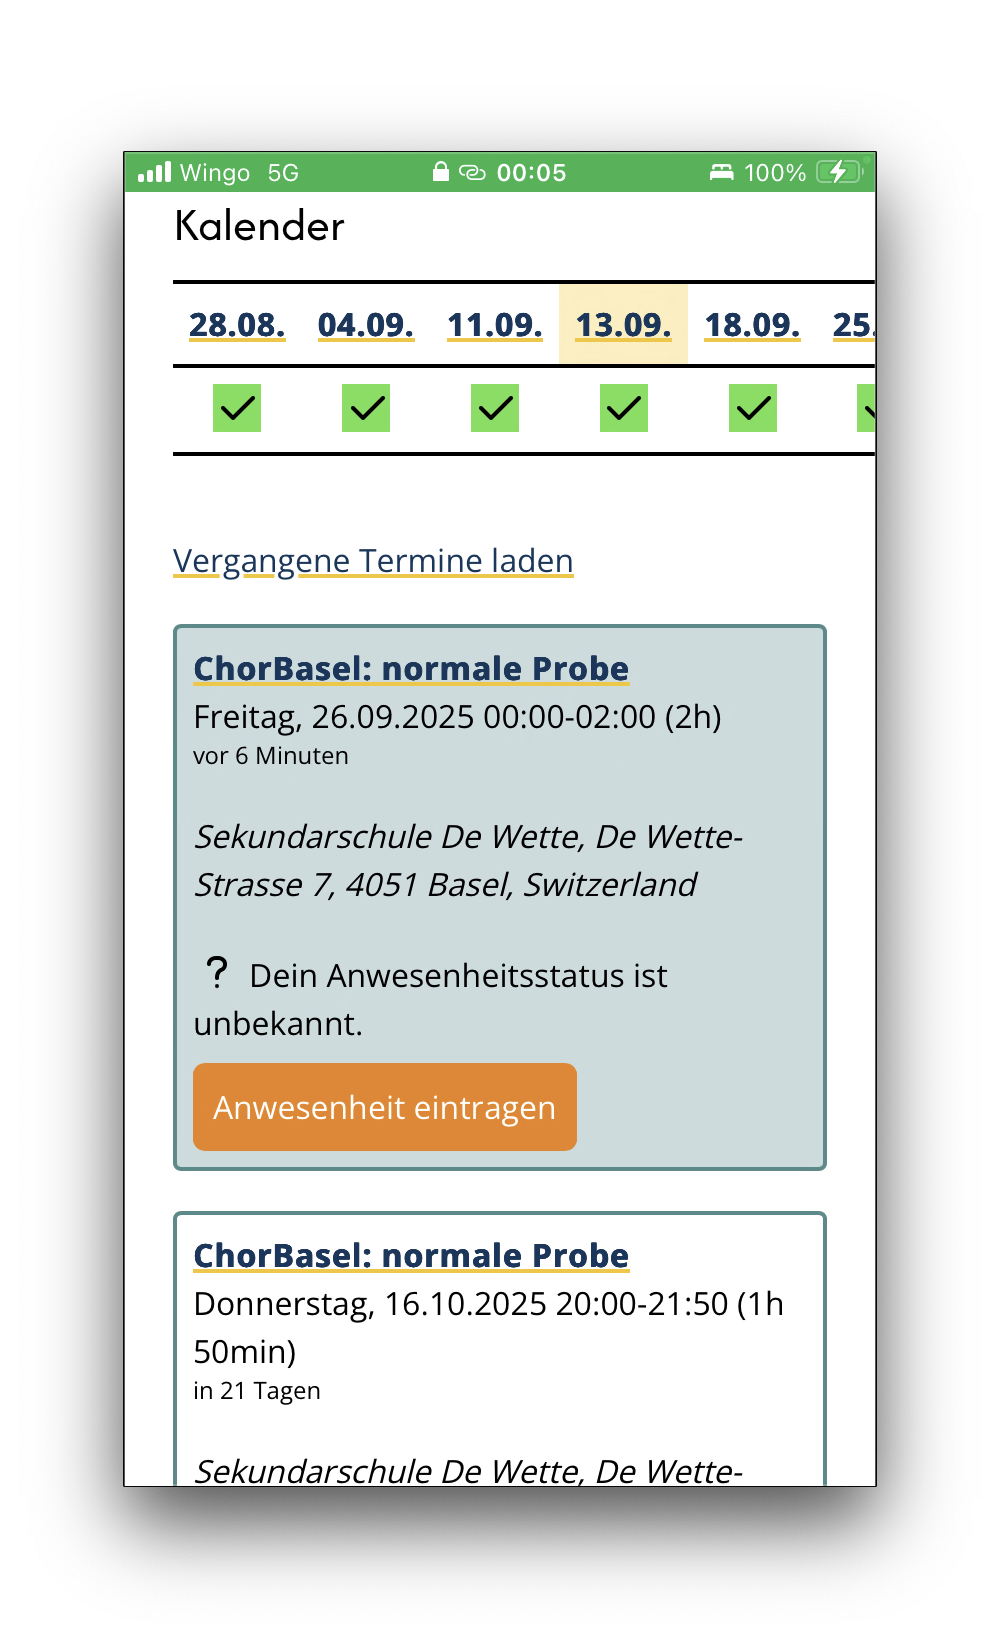 Wingo 5G 00:05 100%
Kalender
28.08. 04.09. 11.09. 13.09. 18.09. 25.
Vergangene Termine laden
ChorBasel: normale Probe
Freitag, 26.09.2025 00:00-02:00 (2h)
vor 6 Minuten
Sekundarschule De Wette, De Wette-
Strasse 7, 4051 Basel, Switzerland
? Dein Anwesenheitsstatus ist
unbekannt.
Anwesenheit eintragen
ChorBasel: normale Probe
Donnerstag, 16.10.2025 20:00-21:50 (1h
50min)
in 21 Tagen
Sekundarschule De Wette, De Wette-